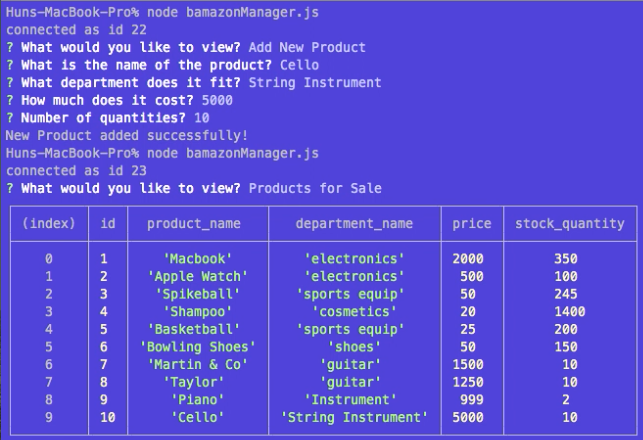 Huns-MacBook-Pro% node bamazonManager.js
connected as id 22
? What would you like to view? Add New Product
? What is the name of the product? Cello
? What department does it fit? String Instrument
? How much does it cost? 5000
? Number of quantities? 10
New Product added successfully!
Huns-MacBook-Pro% node bamazonManager.js
connected as id 23
? What would you like to view? Products for Sale
(index) id product_name department_name price stock_quantity
0 1 'Macbook' 'electronics' 2000 350
1 2 'Apple Watch' 'electronics' 500 100
2 3 'Spikeball' 'sports equip' 50 245
3 4 'Shampoo' 'cosmetics' 20 1400
4 5 'Basketball' 'sports equip' 25 200
5 6 'Bowling Shoes' 'shoes' 50 150
6 7 'Martin & Co' 'guitar' 1500 10
7 8 'Taylor' 'guitar' 1250 10
8 9 'Piano' 'Instrument' 999 2
9 10 'Cello' 'String Instrument' 5000 10